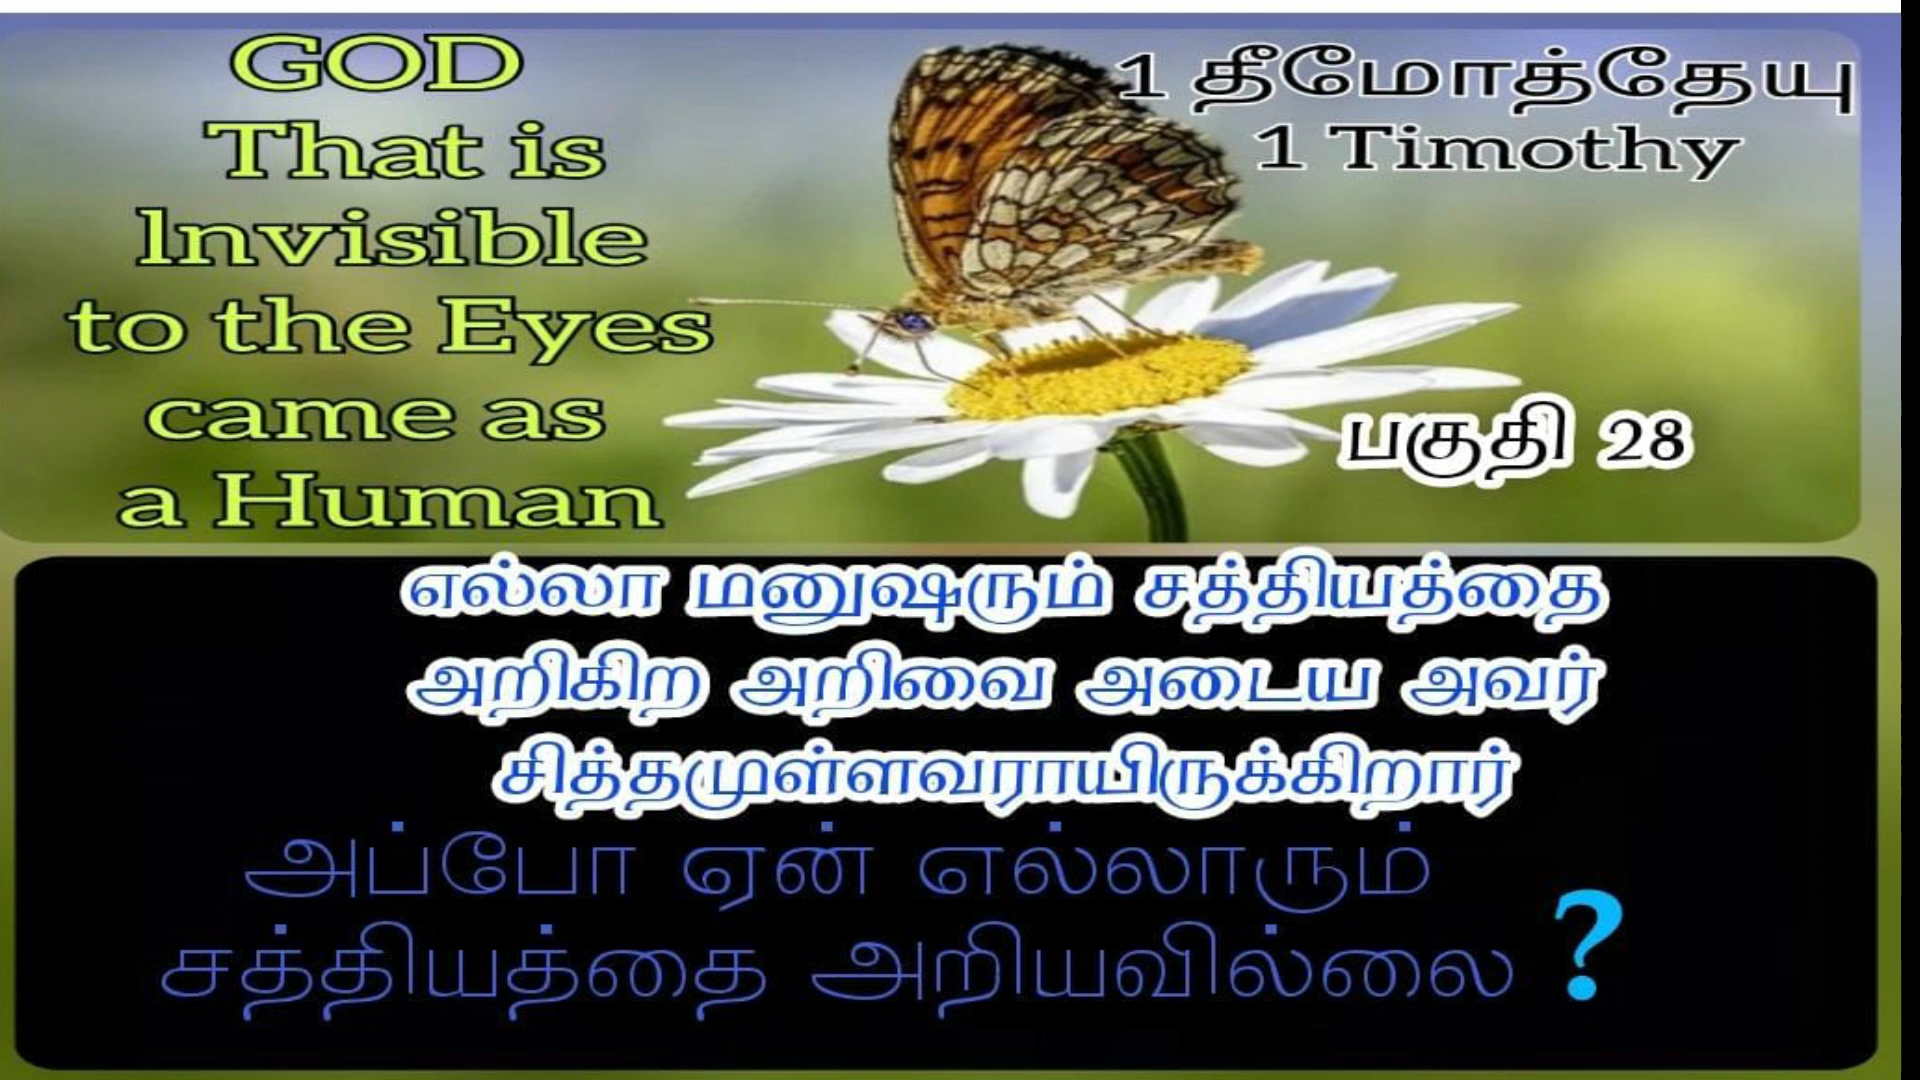 GOD
That is
lnvisible
to the Eyes
came as
a Human
1 தீமோத்தேயு
1 Timothy
பகுதி 28
எல்லா மனுஷரும் சத்தியத்தை
அறிகிற அறிவை அடைய அவர்
சித்தமுள்ளவராயிருக்கிறார்
அப்போ ஏன் எல்லாரும்
சத்தியத்தை அறியவில்லை ?